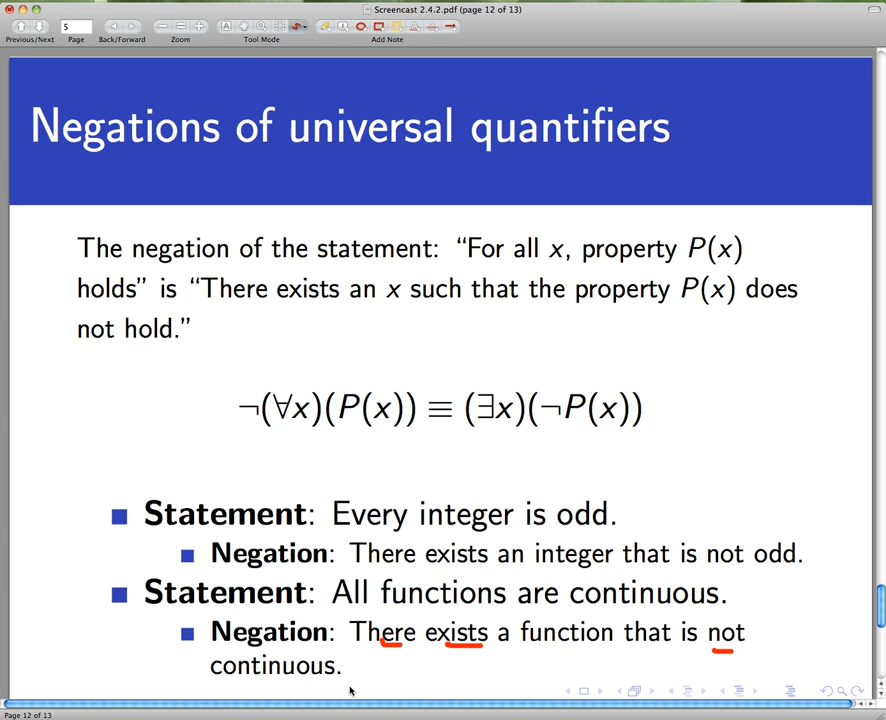 Screencast 2.4.2.pdf (page 12 of 13)
5
Previous/Next Page Back/Forward Zoom Tool Mode Add Note
Negations of universal quantifiers
The negation of the statement: “For all x, property P(x)
holds” is “There exists an x such that the property P(x) does
not hold.”
¬(∀x)(P(x)) ≡ (∃x)(¬P(x))
Statement: Every integer is odd.
Negation: There exists an integer that is not odd.
Statement: All functions are continuous.
Negation: There exists a function that is not
continuous.
Page 12 of 13